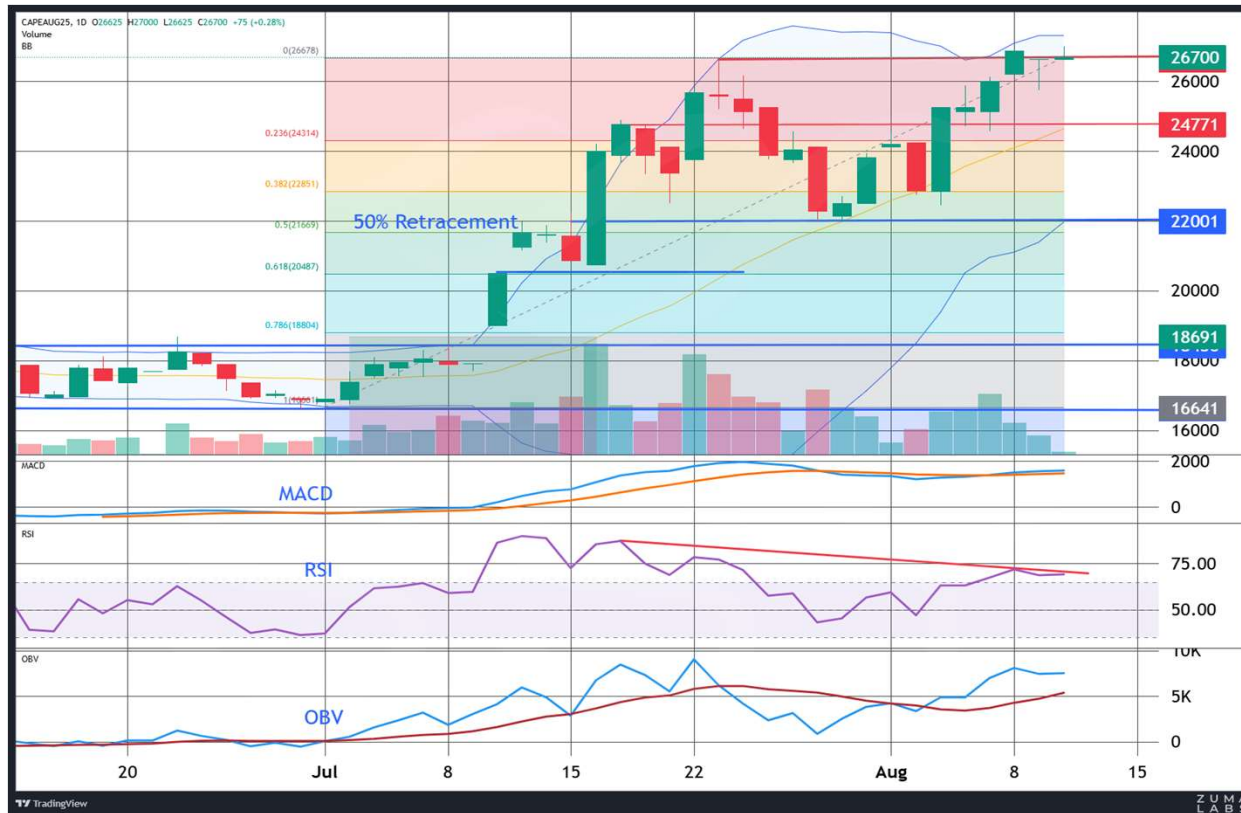 CAPEAUG25, 1D O26625 H27000 L26625 C26700 +75 (+0.28%)
Volume
BB
0(26678)
26700
26000
24771
0.236(24314)
24000
0.382(22851)
50% Retracement
22001
0.5(21669)
0.618(20487)
20000
0.786(18804)
18691
18000
16641
16000
MACD
2000
MACD
0
RSI
75.00
RSI
50.00
OBV
10K
5K
OBV
0
20 Jul 8 15 22 Aug 8 15
TradingView
ZUMA
LABS